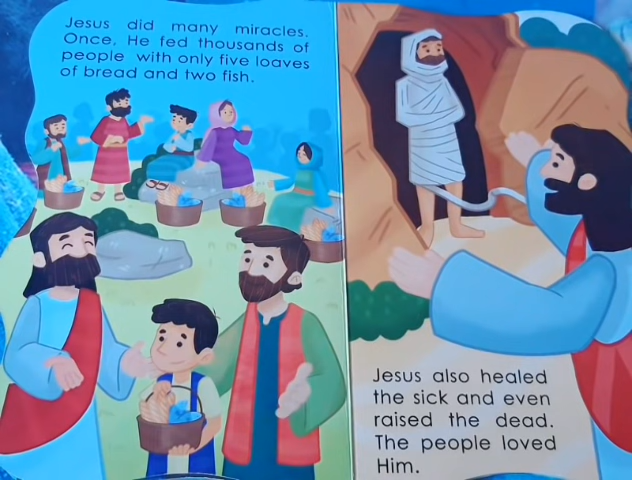 Jesus did many miracles.
Once, He fed thousands of
people with only five loaves
of bread and two fish.
Jesus also healed
the sick and even
raised the dead.
The people loved
Him.